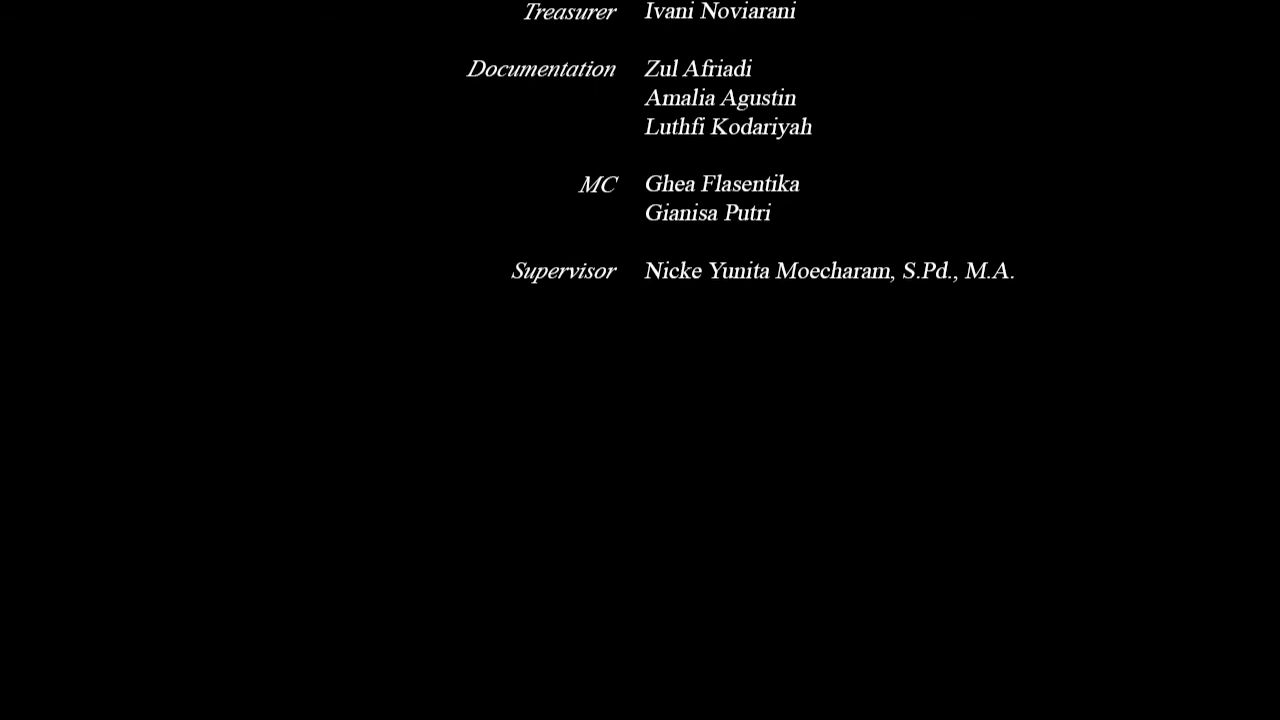 Treasurer Ivani Noviarani
Documentation Zul Afriadi
Amalia Agustin
Luthfi Kodariyah
MC Ghea Flasentika
Gianisa Putri
Supervisor Nicke Yunita Moecharam, S.Pd., M.A.